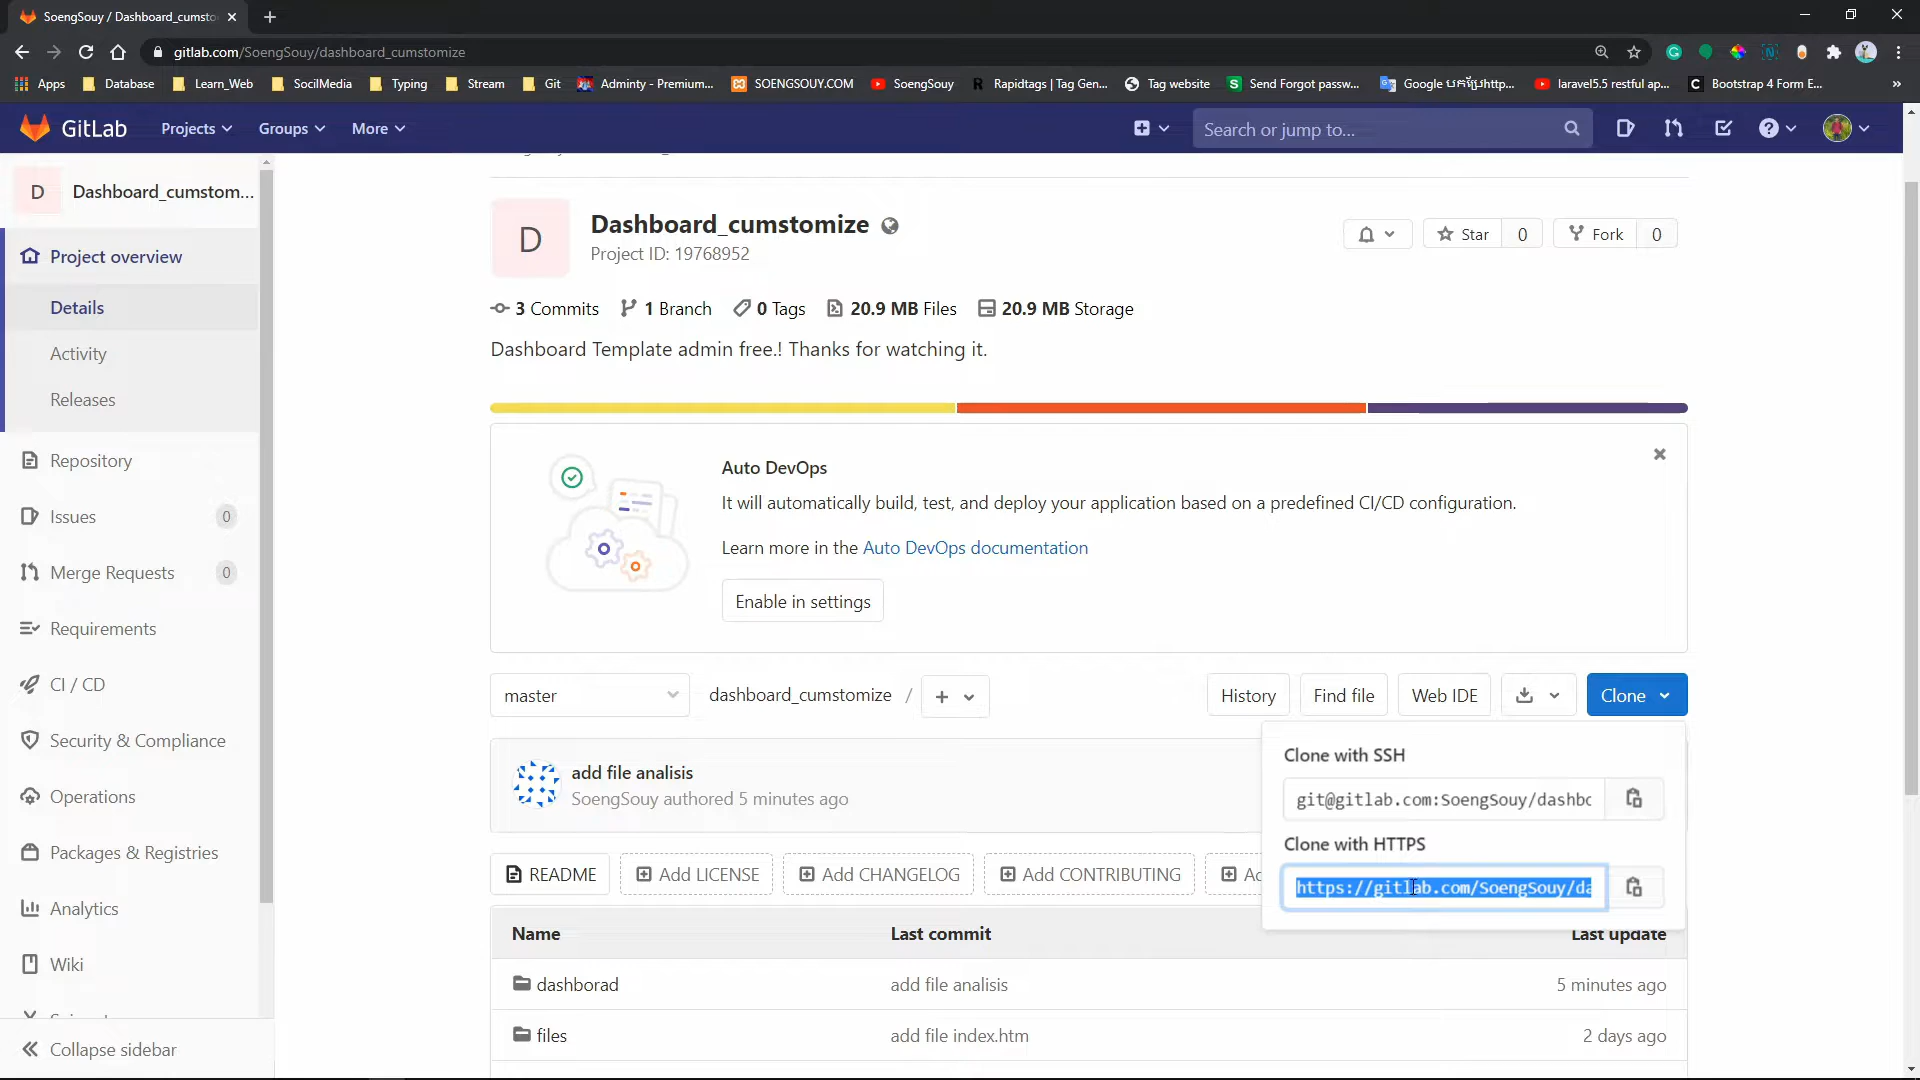 SoengSouy / Dashboard_cumsto
gitlab.com/SoengSouy/dashboard_cumstomize
Apps
Database
Learn_Web
SocilMedia
Typing
Stream
Git
Adminty - Premium...
SOENGSOUY.COM
SoengSouy
Rapidtags | Tag Gen...
Tag website
Send Forgot passw...
laravel5.5 restful ap...
Bootstrap 4 Form E...
GitLab
Projects
Groups
More
Search or jump to...
D
Dashboard_cumstom...
Project overview
Details
Activity
Releases
Repository
Issues 0
Merge Requests 0
Requirements
CI / CD
Security & Compliance
Operations
Packages & Registries
Analytics
Wiki
Collapse sidebar
D
Dashboard_cumstomize
Project ID: 19768952
Star 0
Fork 0
3 Commits
1 Branch
0 Tags
20.9 MB Files
20.9 MB Storage
Dashboard Template admin free.! Thanks for watching it.
Auto DevOps
It will automatically build, test, and deploy your application based on a predefined CI/CD configuration.
Learn more in the Auto DevOps documentation
Enable in settings
master
dashboard_cumstomize /
History
Find file
Web IDE
Clone
Clone with SSH
git@gitlab.com:SoengSouy/dashbo
Clone with HTTPS
https://gitlab.com/SoengSouy/da
add file analisis
SoengSouy authored 5 minutes ago
README
Add LICENSE
Add CHANGELOG
Add CONTRIBUTING
Name Last commit Last update
dashborad add file analisis 5 minutes ago
files add file index.htm 2 days ago